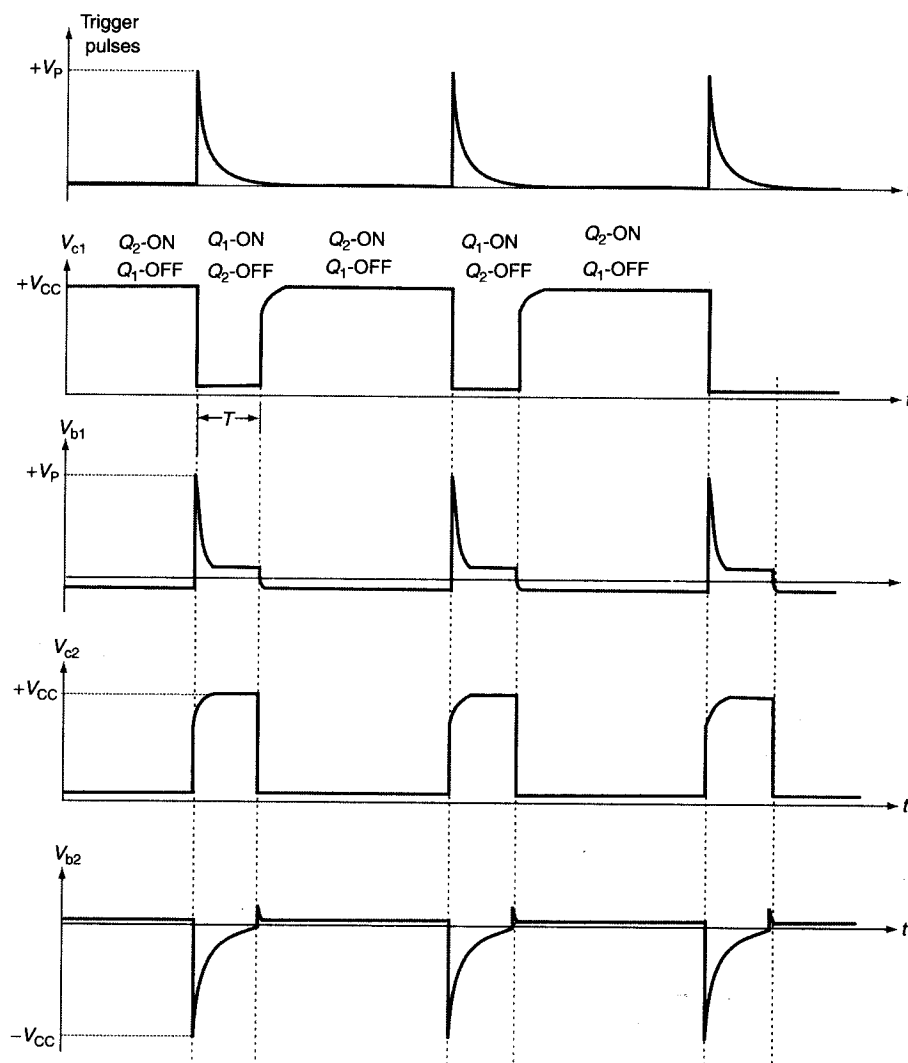 Trigger
pulses
+VP
Vc1
Q2-ON Q1-ON Q2-ON Q1-ON Q2-ON
Q1-OFF Q2-OFF Q1-OFF Q2-OFF Q1-OFF
+VCC
T
Vb1
+VP
Vc2
+VCC
t
Vb2
t
-VCC